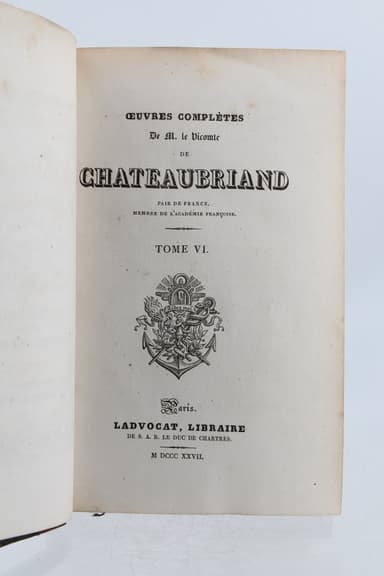 ŒUVRES COMPLÈTES
De M. le Vicomte
DE
CHATEAUBRIAND
PAIR DE FRANCE,
MEMBRE DE L'ACADÉMIE FRANÇOISE.
TOME VI.
Paris.
LADVOCAT, LIBRAIRE
DE S. A. R. LE DUC DE CHARTRES.
M DCCC XXVII.